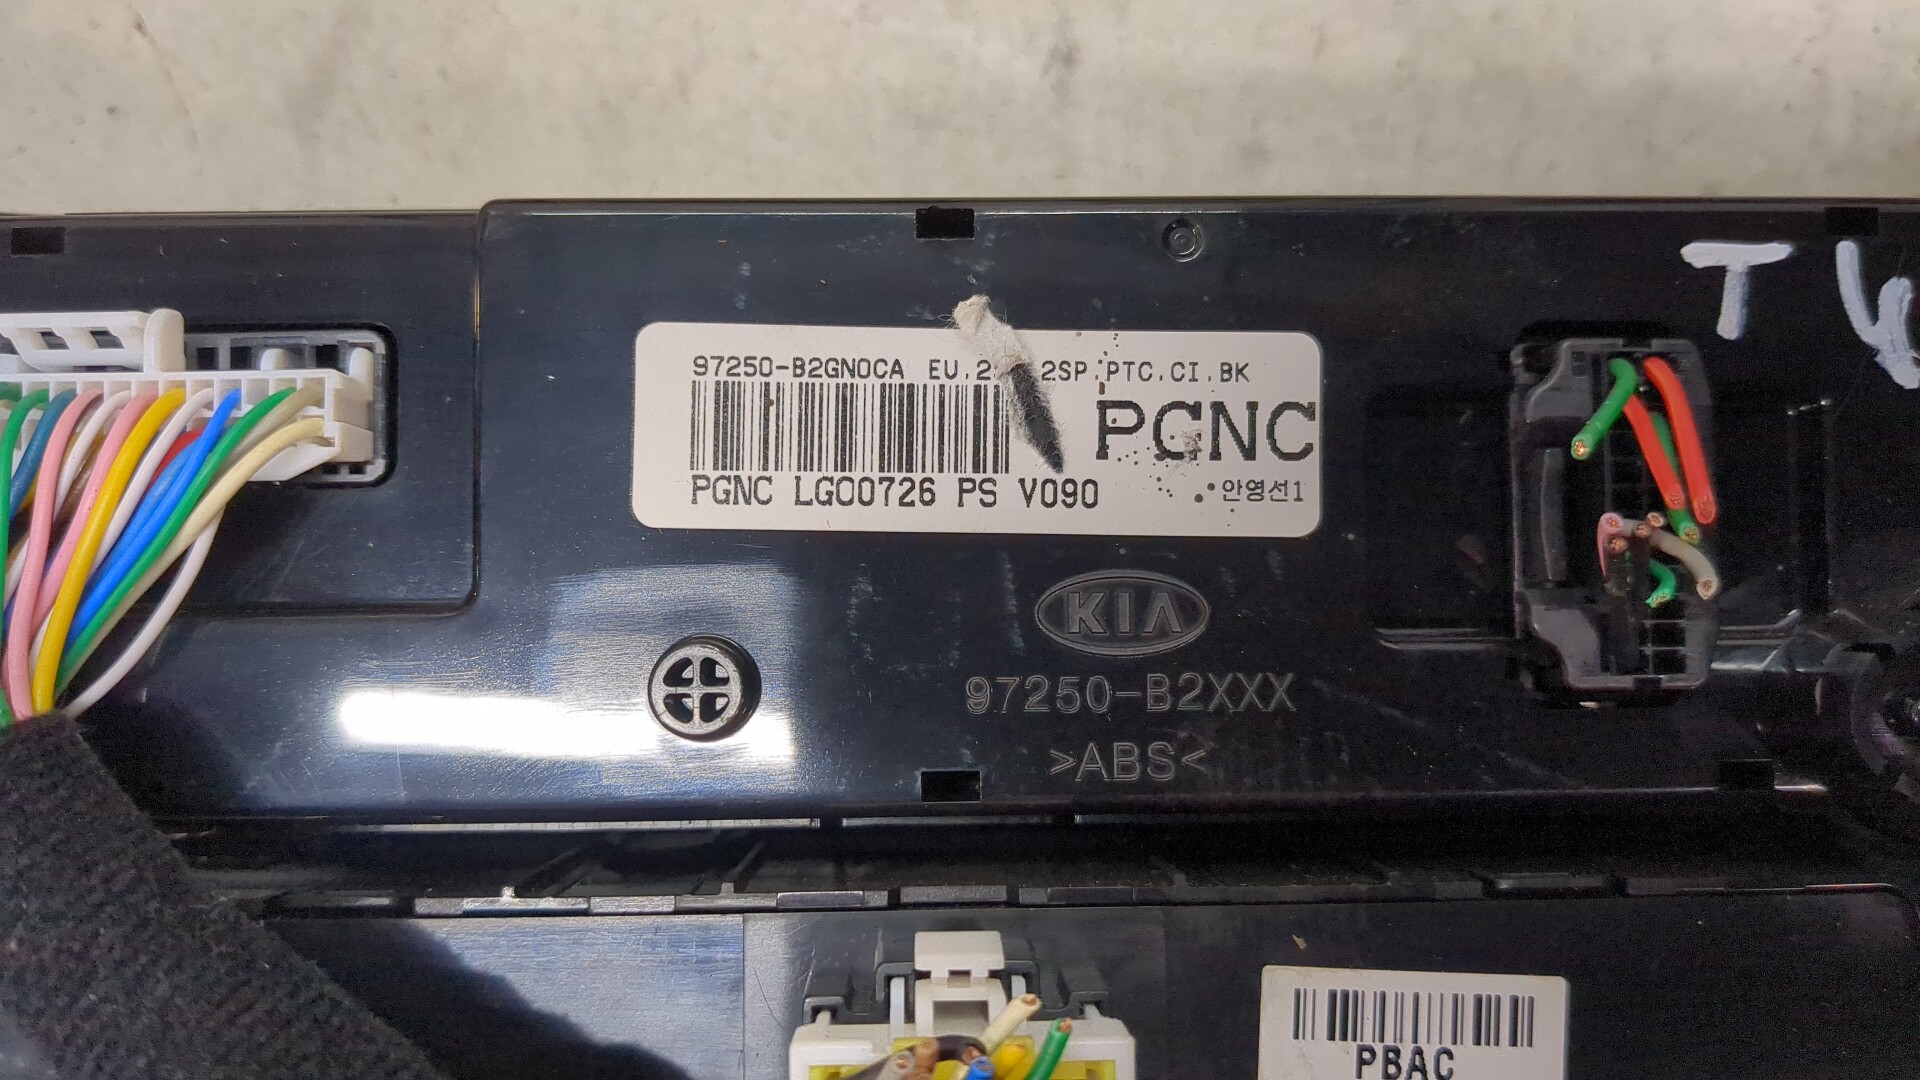 97250-B2GN0CA EU.2 2SP.PTC.CI.BK
PGNC
PGNC LG00726 PS V090
안영선1
T
KIA
97250-B2XXX
>ABS<
PBAC